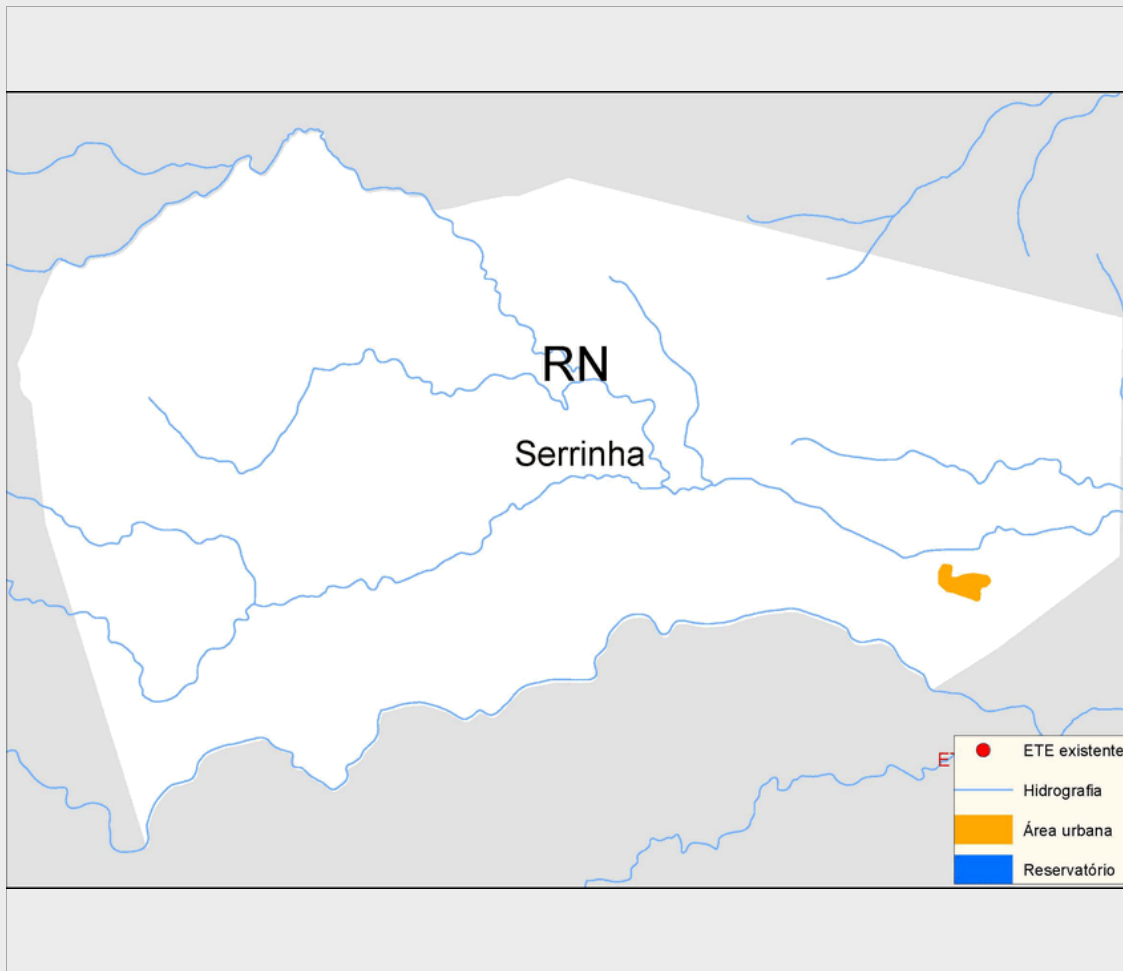 RN
Serrinha
ETE existente
Hidrografia
Área urbana
Reservatório